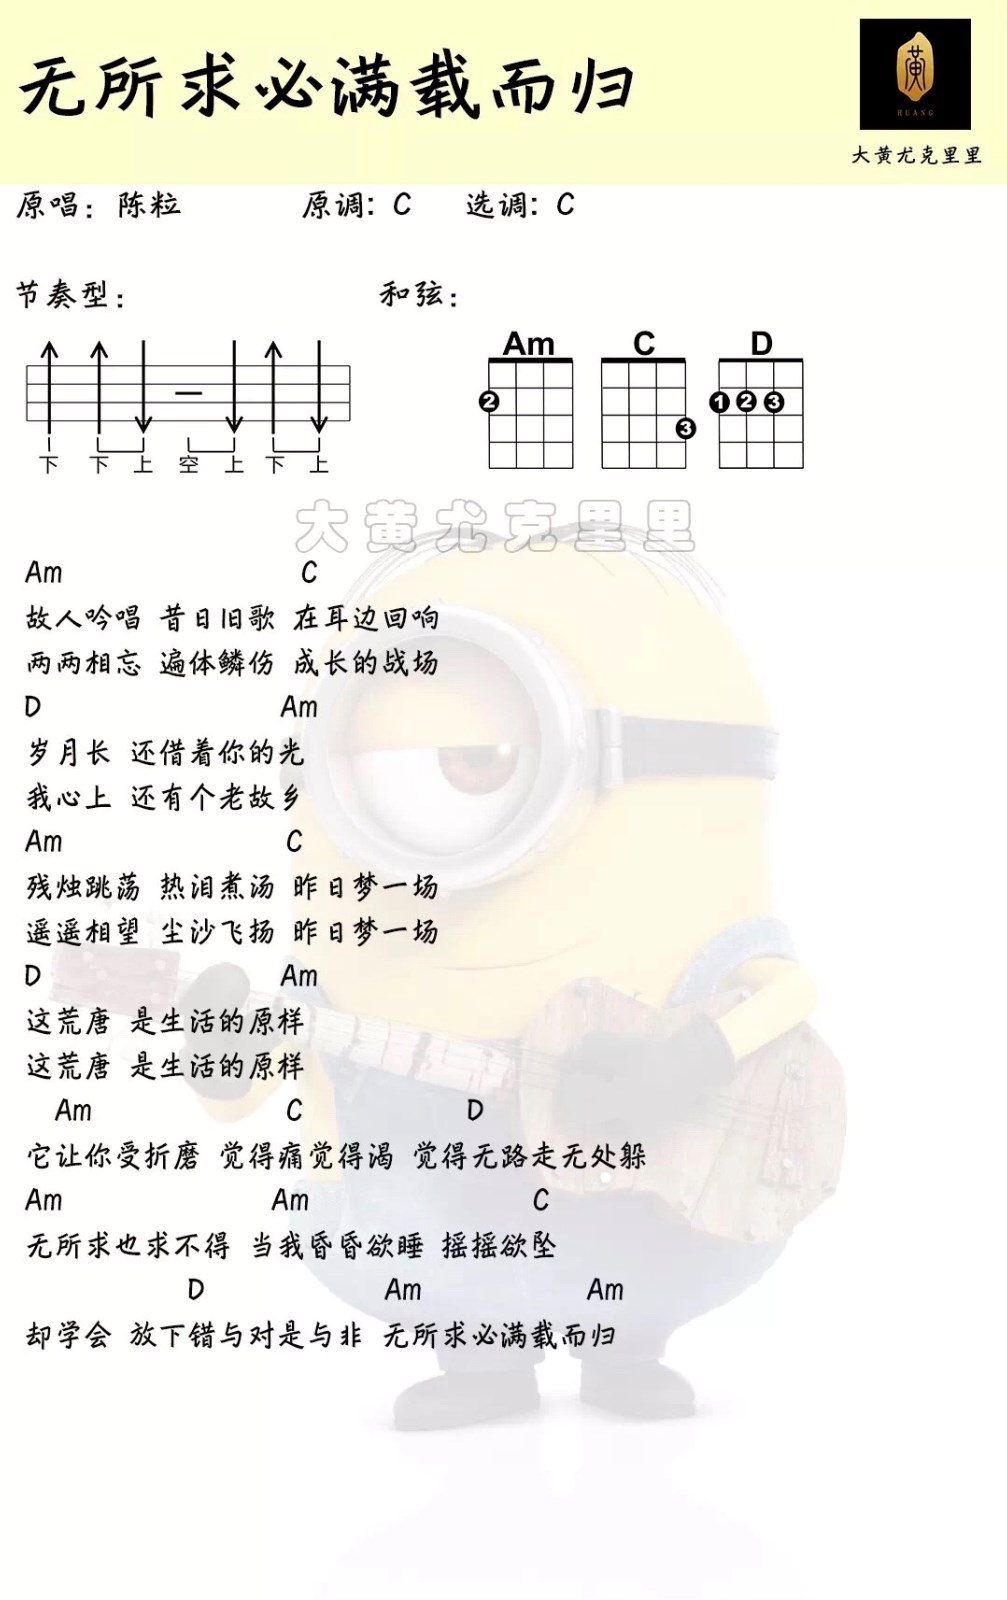 无所求必满载而归
黄
HUANG
大黄尤克里里
原唱：陈粒 原调：C 选调：C
节奏型： 和弦：
Am C D
2 3 1 2 3
下 下 上 空 上 下 上
大黄尤克里里
Am C
故人吟唱 昔日旧歌 在耳边回响
两两相忘 遍体鳞伤 成长的战场
D Am
岁月长 还借着你的光
我心上 还有个老故乡
Am C
残烛跳荡 热泪煮汤 昨日梦一场
遥遥相望 尘沙飞扬 昨日梦一场
D Am
这荒唐 是生活的原样
这荒唐 是生活的原样
Am C D
它让你受折磨 觉得痛觉得渴 觉得无路走无处躲
Am Am C
无所求也求不得 当我昏昏欲睡 摇摇欲坠
D Am Am
却学会 放下错与对是与非 无所求必满载而归